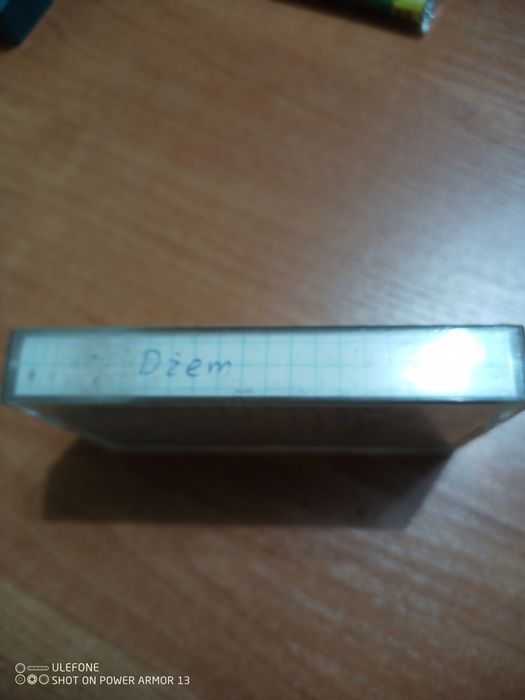 Dżem
ULEFONE
SHOT ON POWER ARMOR 13